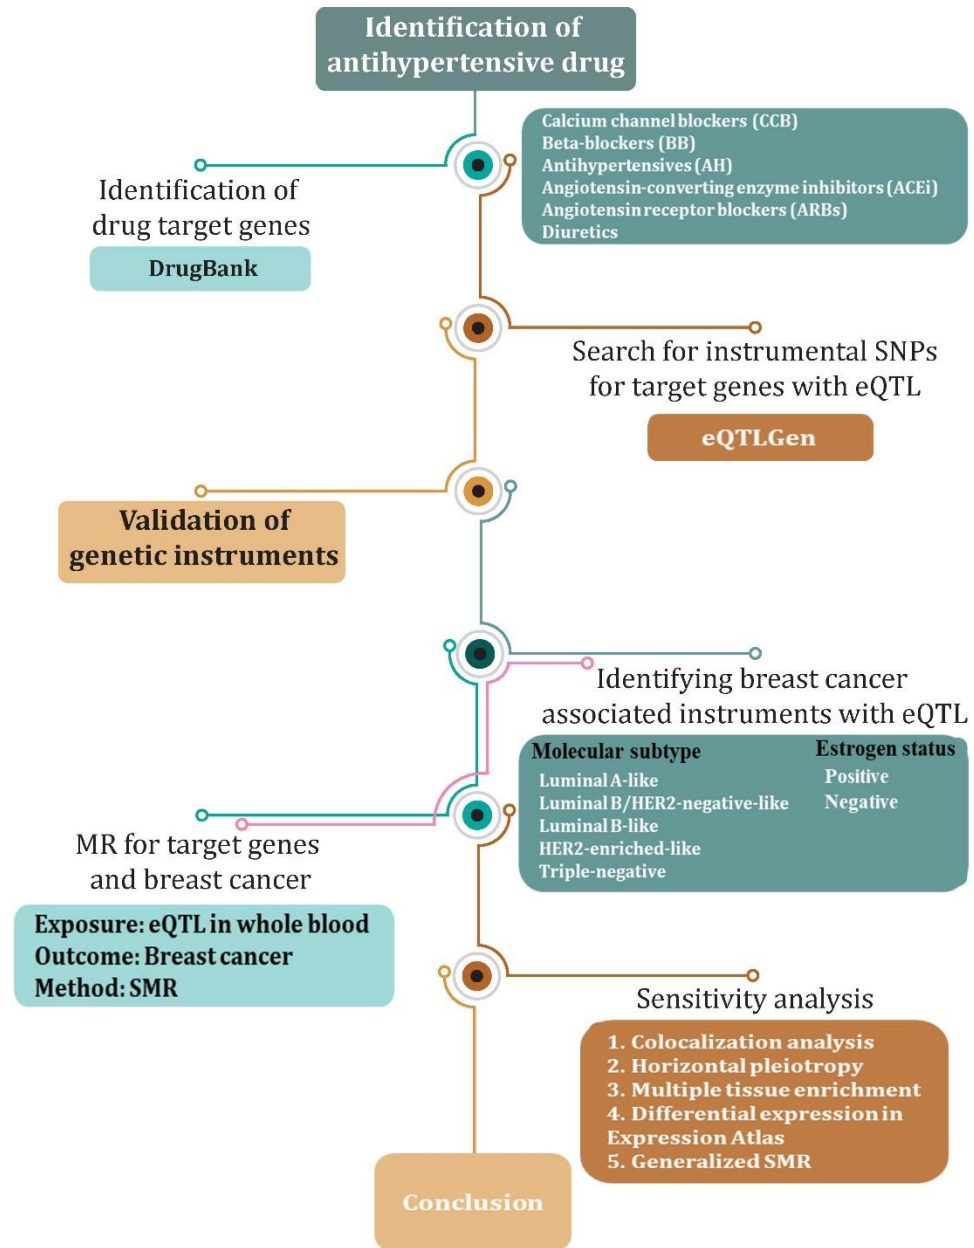 Identification of
antihypertensive drug
Calcium channel blockers (CCB)
Beta-blockers (BB)
Antihypertensives (AH)
Angiotensin-converting enzyme inhibitors (ACEi)
Angiotensin receptor blockers (ARBs)
Diuretics
Identification of
drug target genes
DrugBank
Search for instrumental SNPs
for target genes with eQTL
eQTLGen
Validation of
genetic instruments
Identifying breast cancer
associated instruments with eQTL
Molecular subtype
Luminal A-like
Luminal B/HER2-negative-like
Luminal B-like
HER2-enriched-like
Triple-negative
Estrogen status
Positive
Negative
MR for target genes
and breast cancer
Exposure: eQTL in whole blood
Outcome: Breast cancer
Method: SMR
Sensitivity analysis
1. Colocalization analysis
2. Horizontal pleiotropy
3. Multiple tissue enrichment
4. Differential expression in
Expression Atlas
5. Generalized SMR
Conclusion